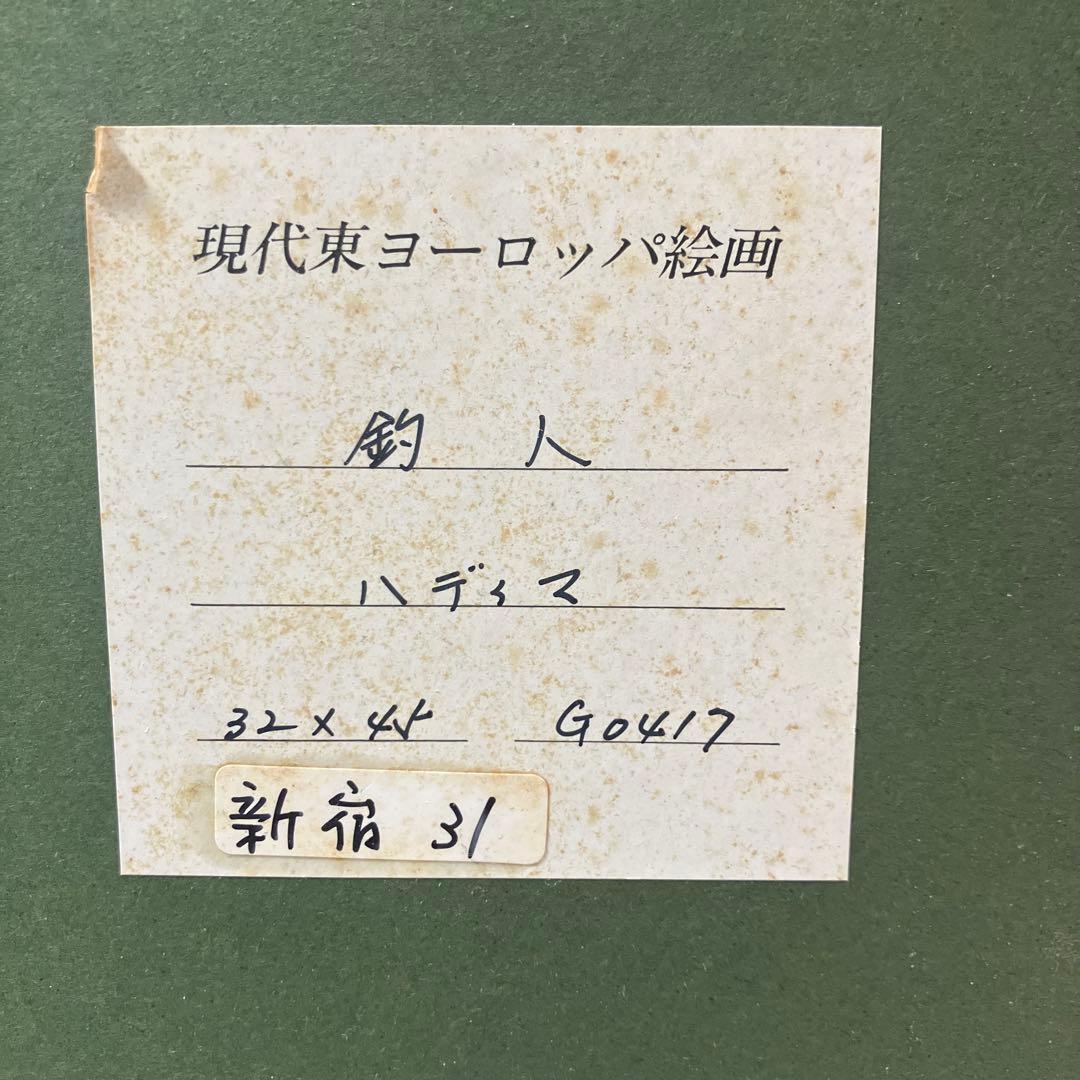 現代東ヨーロッパ絵画
釣 人
ハディマ
32×45 G0417
新宿 31